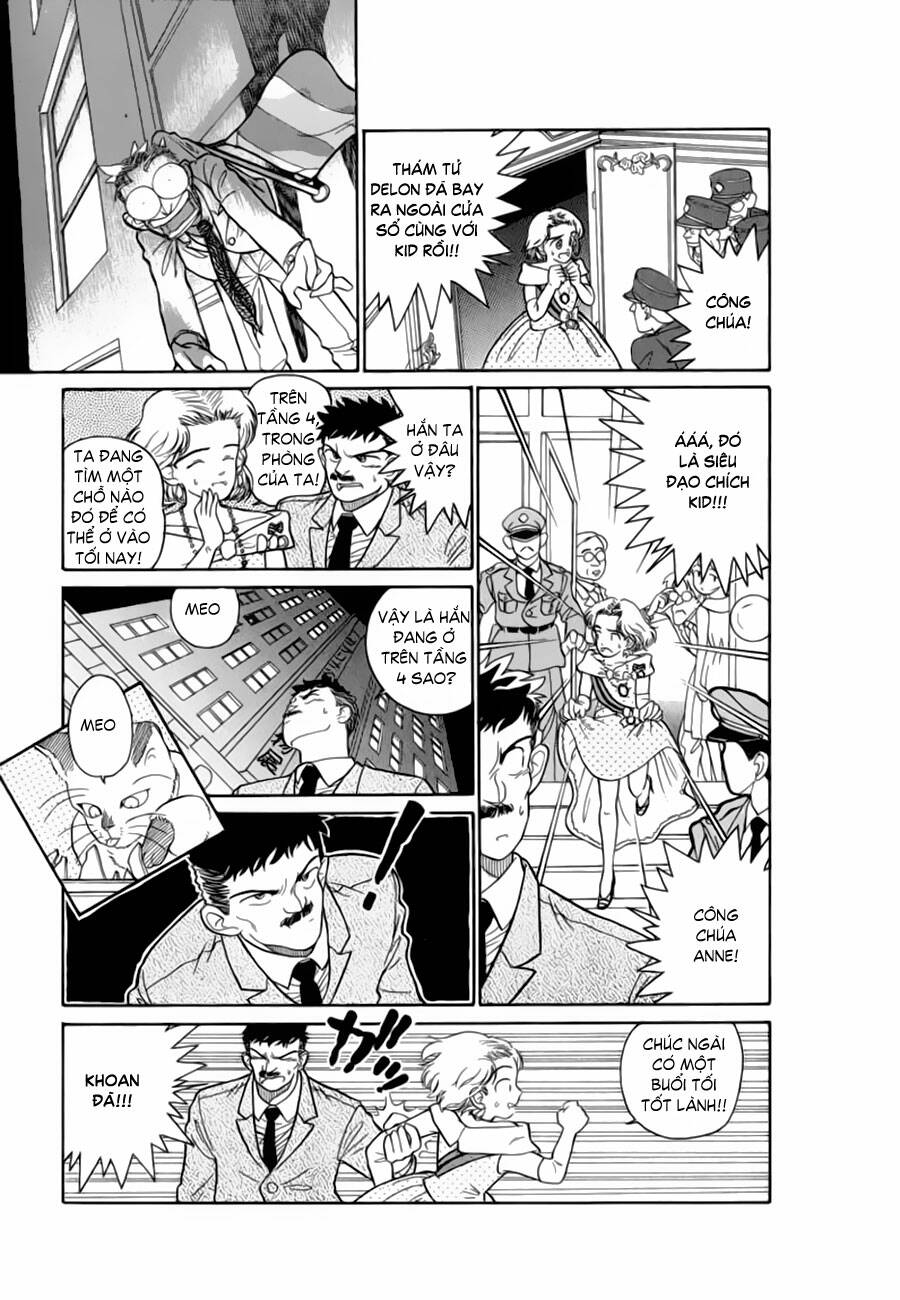 CÔNG
CHÚA!
THÁM TỬ
DELON ĐÃ BAY
RA NGOÀI CỬA
SỔ CÙNG VỚI
KID RỒI!!
ÁÁÁ, ĐÓ
LÀ SIÊU
ĐẠO CHÍCH
KID!!!
CÔNG
CHÚA
ANNE!
HẮN TA
Ở ĐÂU
VẬY?
TRÊN
TẦNG 4,
TRONG
PHÒNG
CỦA TA!
TA ĐANG
TÌM MỘT
CHỖ NÀO
ĐÓ ĐỂ CÓ
THỂ Ở VÀO
TỐI NAY!
VẬY LÀ HẮN
ĐANG Ở
TRÊN TẦNG
4 SAO?
MEO
MEO
!
CHÚC NGÀI
CÓ MỘT
BUỔI TỐI
TỐT LÀNH!!
ガシッ
KHOAN
ĐÃ!!!